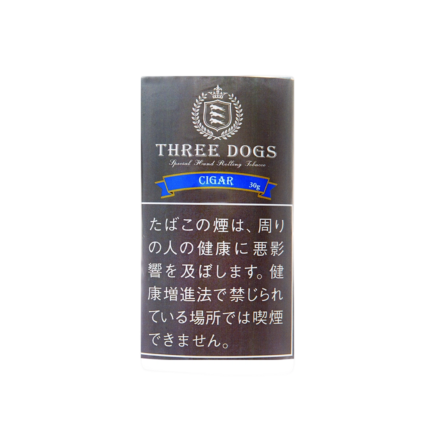 THREE DOGS
Special Hand Rolling Tobacco
CIGAR 30g
たばこの煙は、周り
の人の健康に悪影
響を及ぼします。健
康増進法で禁じられ
ている場所では喫煙
できません。